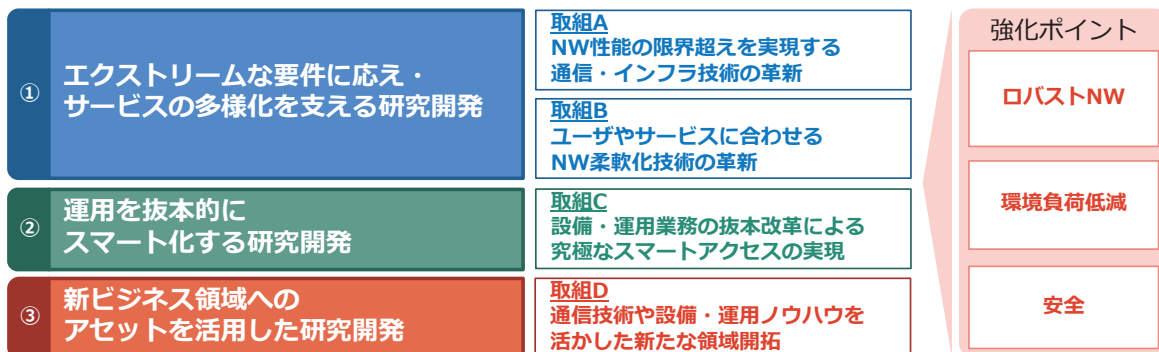 ①
エクストリームな要件に応え・
サービスの多様化を支える研究開発
取組A
NW性能の限界超えを実現する
通信・インフラ技術の革新
取組B
ユーザやサービスに合わせる
NW柔軟化技術の革新
②
運用を抜本的に
スマート化する研究開発
取組C
設備・運用業務の抜本改革による
究極なスマートアクセスの実現
③
新ビジネス領域への
アセットを活用した研究開発
取組D
通信技術や設備・運用ノウハウを
活かした新たな領域開拓
強化ポイント
ロバストNW
環境負荷低減
安全